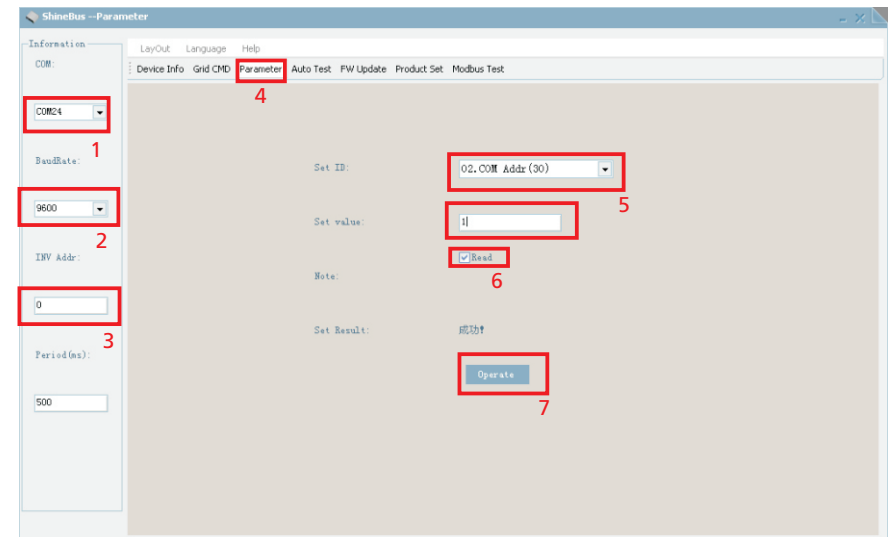 ShineBus --Parameter
Information
LayOut Language Help
COM:
Device Info Grid CMD Parameter Auto Test FW Update Product Set Modbus Test
4
COM24
1
BaudRate:
Set ID:
02.COM Addr(30)
5
9600
2
Set value:
1
INV Addr:
Read
6
Note:
0
3
Set Result:
成功!
Period(ms):
Operate
7
500